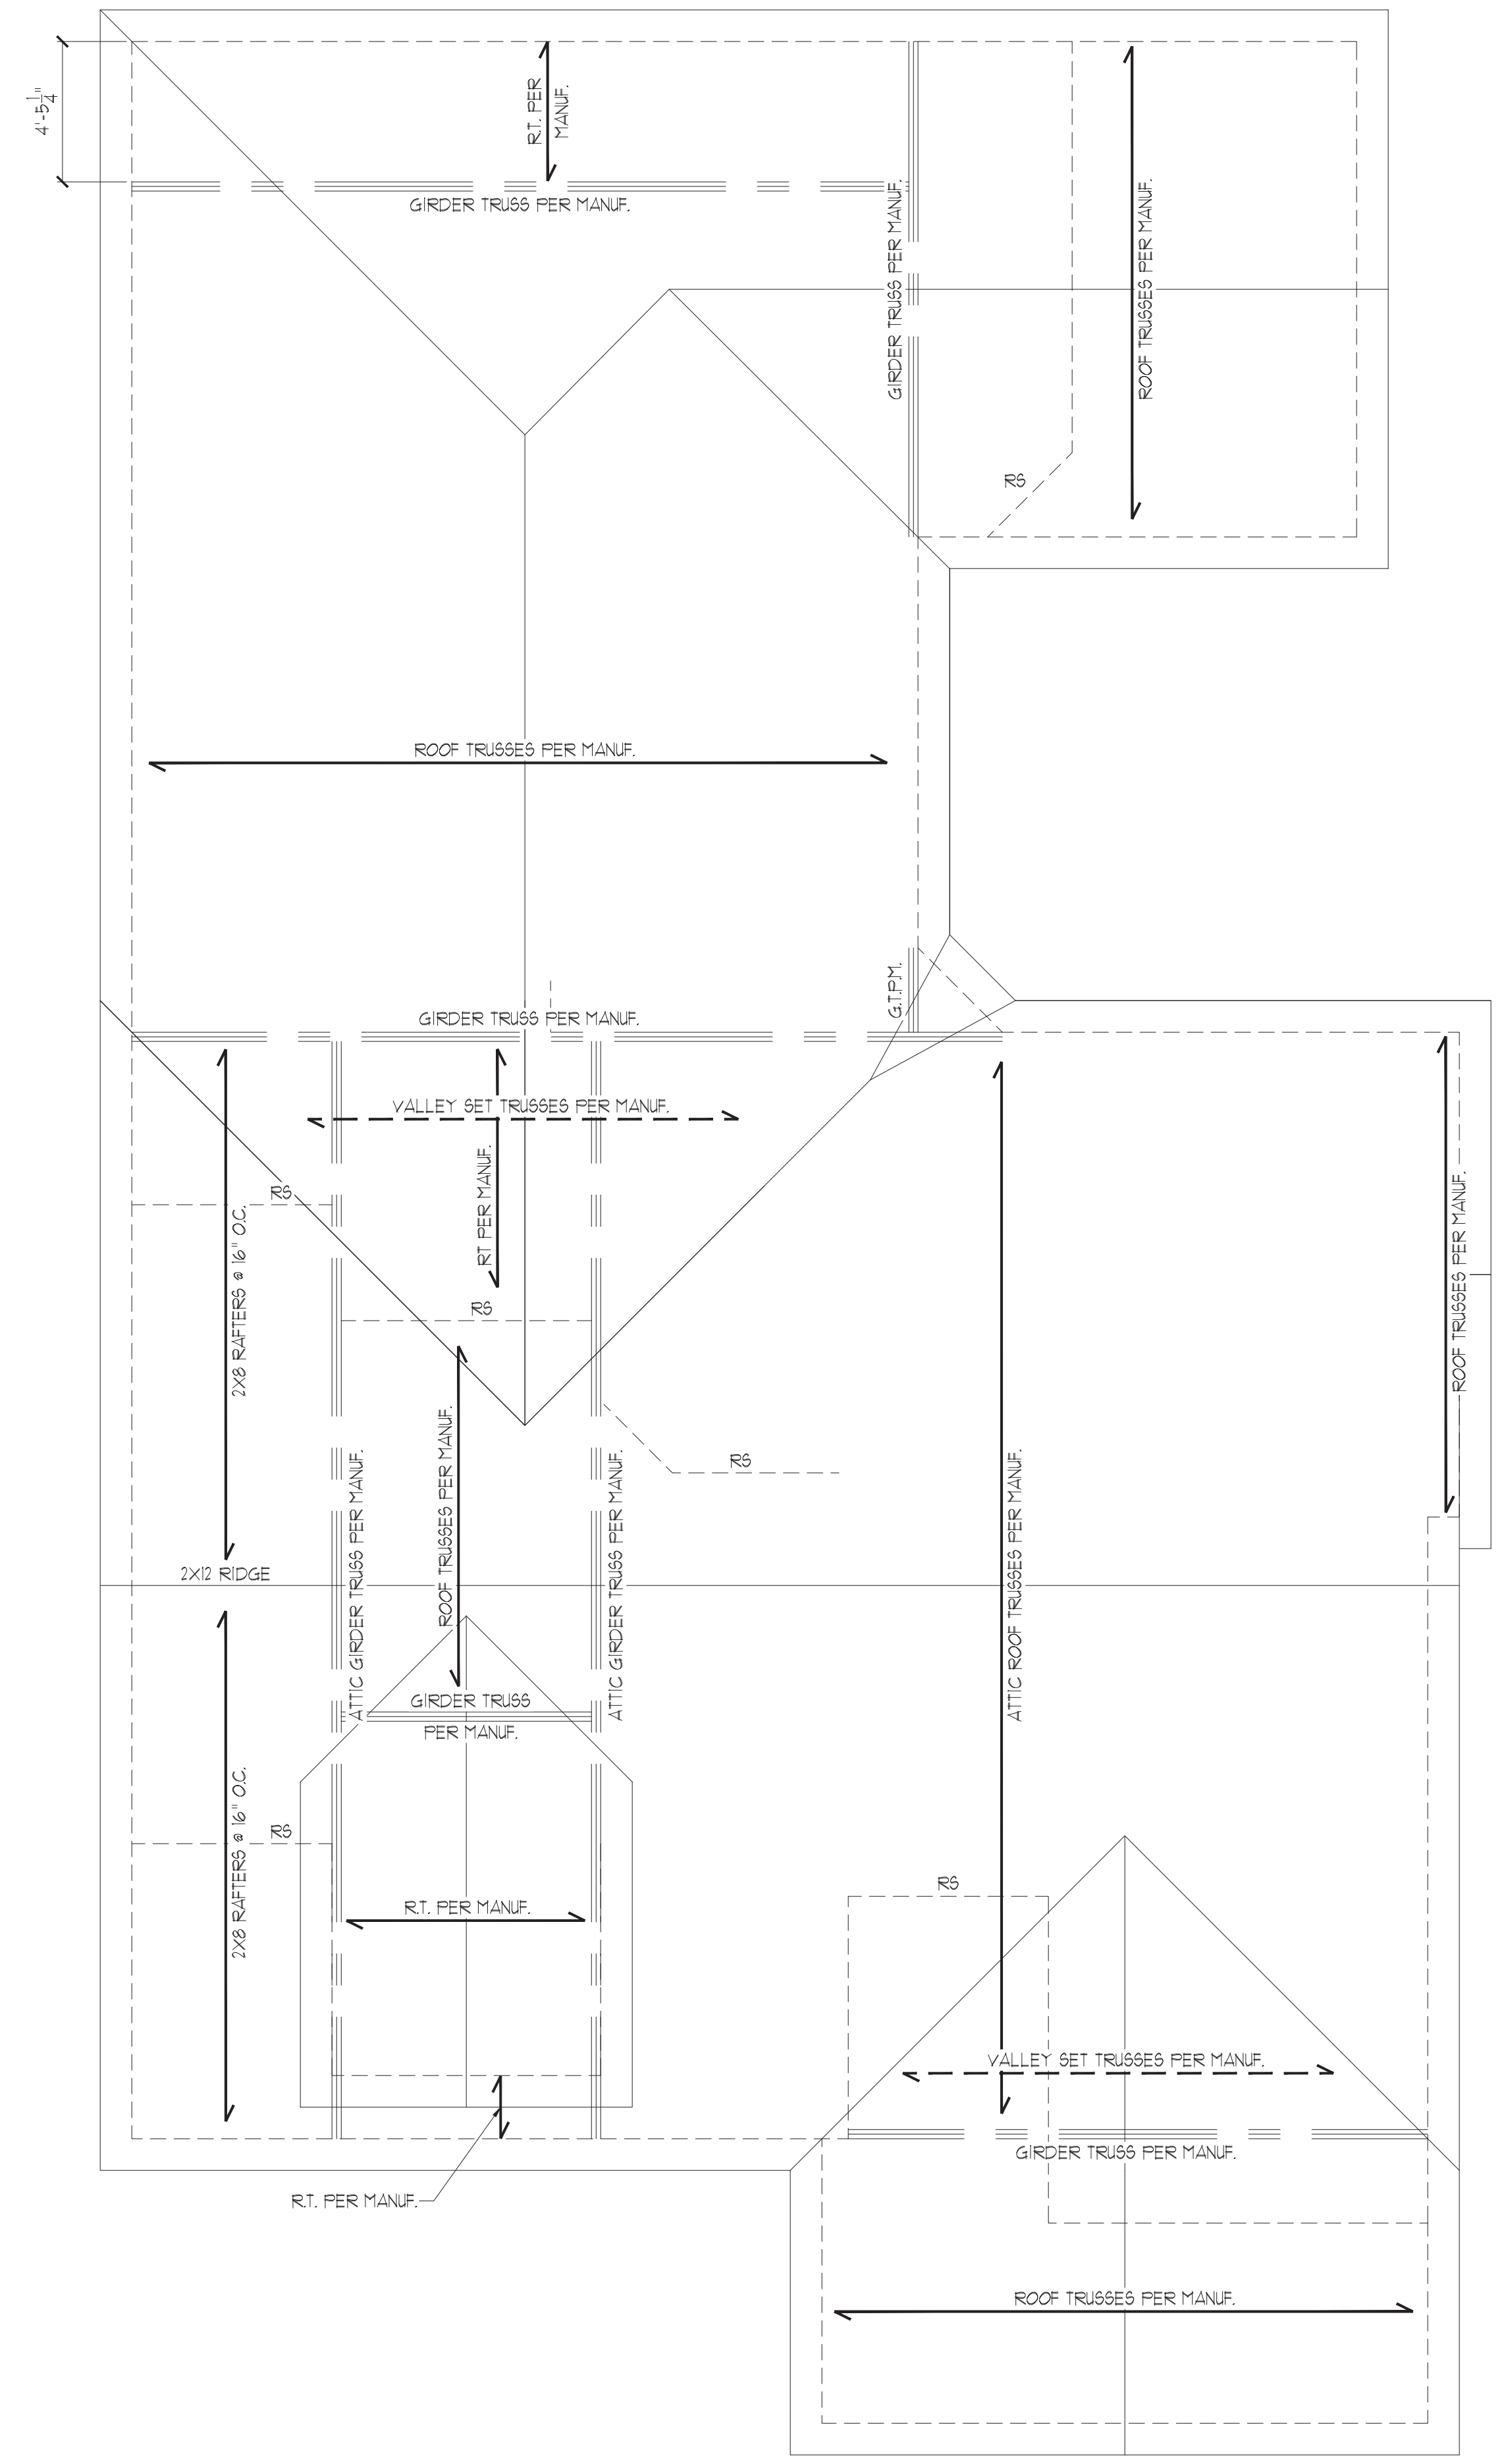 4'-5 1/4"
R.T. PER
MANUF.
GIRDER TRUSS PER MANUF.
GIRDER TRUSS PER MANUF.
ROOF TRUSSES PER MANUF.
RS
ROOF TRUSSES PER MANUF.
G.T.P.M.
GIRDER TRUSS PER MANUF.
VALLEY SET TRUSSES PER MANUF.
RT PER MANUF.
RS
2X8 RAFTERS @ 16" O.C.
RS
ROOF TRUSSES PER MANUF.
ROOF TRUSSES PER MANUF.
RS
ATTIC GIRDER TRUSS PER MANUF.
ATTIC GIRDER TRUSS PER MANUF.
ATTIC ROOF TRUSSES PER MANUF.
2X12 RIDGE
GIRDER TRUSS
PER MANUF.
2X8 RAFTERS @ 16" O.C.
RS
RS
R.T. PER MANUF.
VALLEY SET TRUSSES PER MANUF.
GIRDER TRUSS PER MANUF.
R.T. PER MANUF.
ROOF TRUSSES PER MANUF.